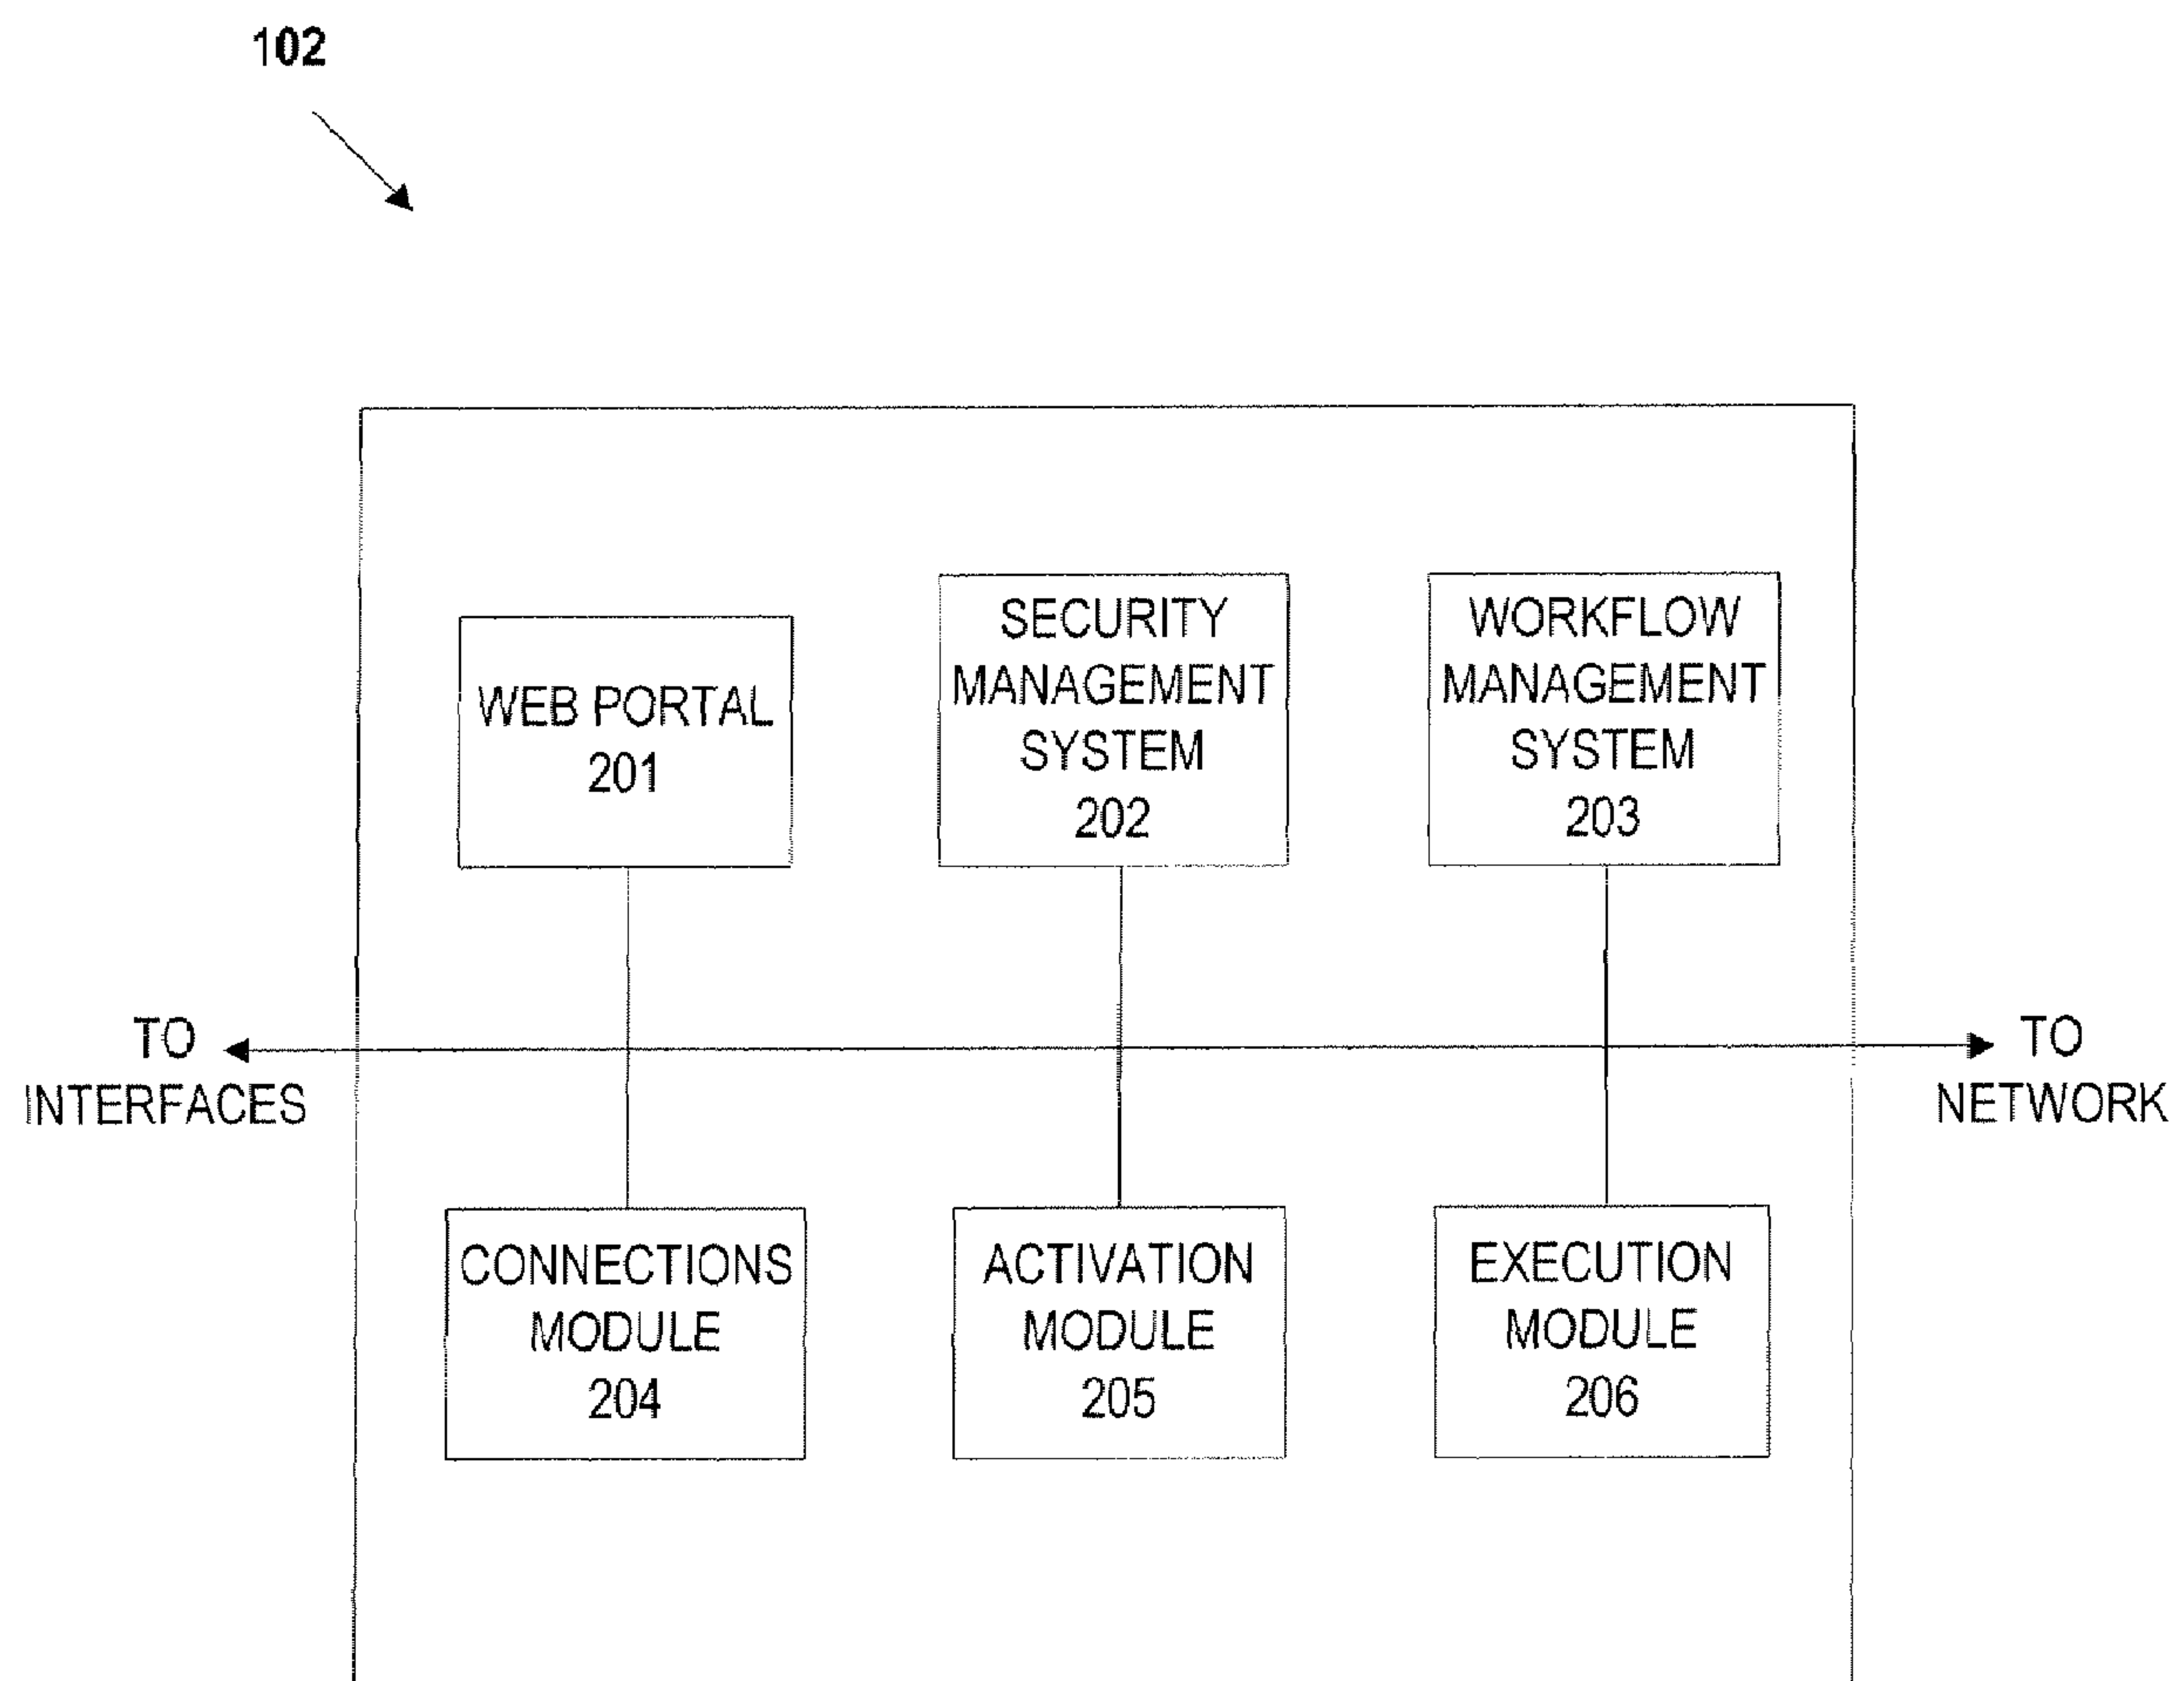 102
WEB PORTAL
201
SECURITY
MANAGEMENT
SYSTEM
202
WORKFLOW
MANAGEMENT
SYSTEM
203
TO
INTERFACES
TO
NETWORK
CONNECTIONS
MODULE
204
ACTIVATION
MODULE
205
EXECUTION
MODULE
206